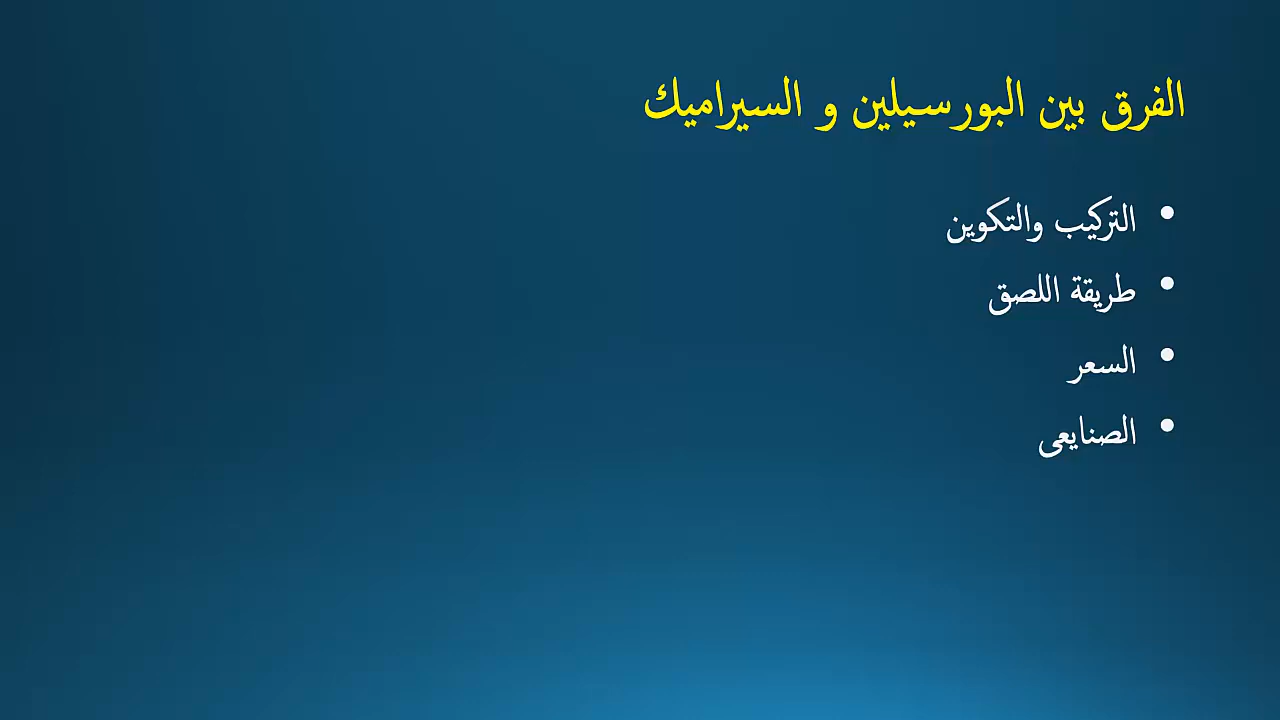 الفرق بين البورسيلين و السيراميك
• التركيب والتكوين
• طريقة اللصق
• السعر
• الصنايعى